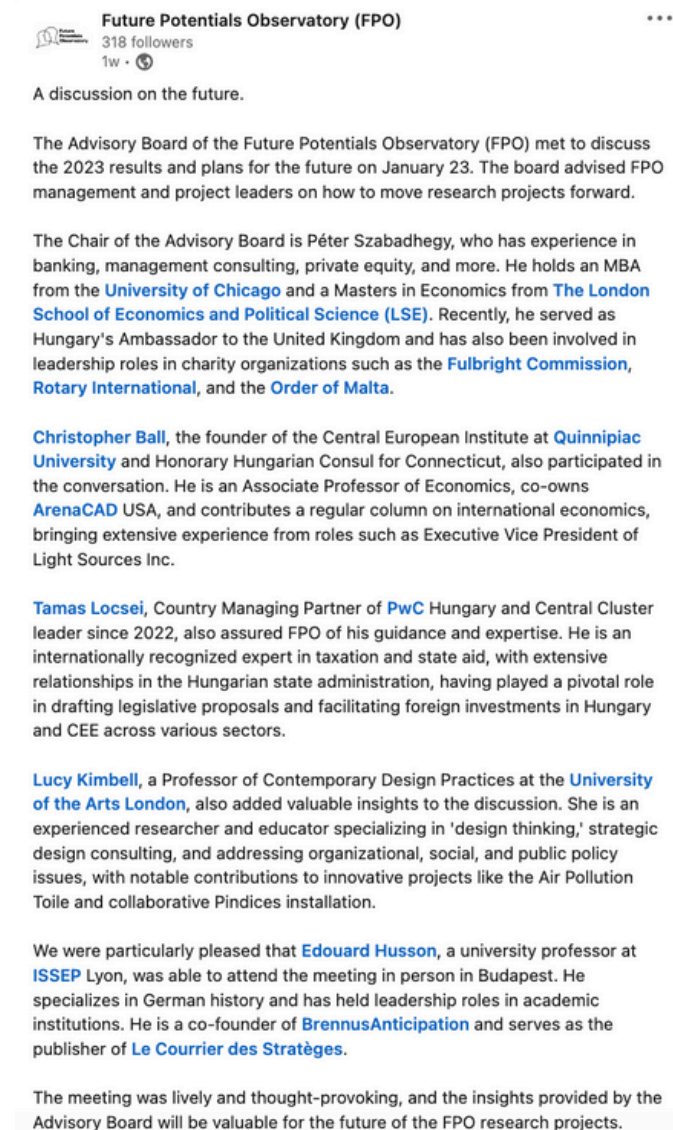 Future Potentials Observatory (FPO)
318 followers
1w •
A discussion on the future.
The Advisory Board of the Future Potentials Observatory (FPO) met to discuss
the 2023 results and plans for the future on January 23. The board advised FPO
management and project leaders on how to move research projects forward.
The Chair of the Advisory Board is Péter Szabadhegy, who has experience in
banking, management consulting, private equity, and more. He holds an MBA
from the University of Chicago and a Masters in Economics from The London
School of Economics and Political Science (LSE). Recently, he served as
Hungary's Ambassador to the United Kingdom and has also been involved in
leadership roles in charity organizations such as the Fulbright Commission,
Rotary International, and the Order of Malta.
Christopher Ball, the founder of the Central European Institute at Quinnipiac
University and Honorary Hungarian Consul for Connecticut, also participated in
the conversation. He is an Associate Professor of Economics, co-owns
ArenaCAD USA, and contributes a regular column on international economics,
bringing extensive experience from roles such as Executive Vice President of
Light Sources Inc.
Tamas Locsei, Country Managing Partner of PwC Hungary and Central Cluster
leader since 2022, also assured FPO of his guidance and expertise. He is an
internationally recognized expert in taxation and state aid, with extensive
relationships in the Hungarian state administration, having played a pivotal role
in drafting legislative proposals and facilitating foreign investments in Hungary
and CEE across various sectors.
Lucy Kimbell, a Professor of Contemporary Design Practices at the University
of the Arts London, also added valuable insights to the discussion. She is an
experienced researcher and educator specializing in 'design thinking,' strategic
design consulting, and addressing organizational, social, and public policy
issues, with notable contributions to innovative projects like the Air Pollution
Toile and collaborative Pindices installation.
We were particularly pleased that Edouard Husson, a university professor at
ISSEP Lyon, was able to attend the meeting in person in Budapest. He
specializes in German history and has held leadership roles in academic
institutions. He is a co-founder of BrennusAnticipation and serves as the
publisher of Le Courrier des Stratèges.
The meeting was lively and thought-provoking, and the insights provided by the
Advisory Board will be valuable for the future of the FPO research projects.